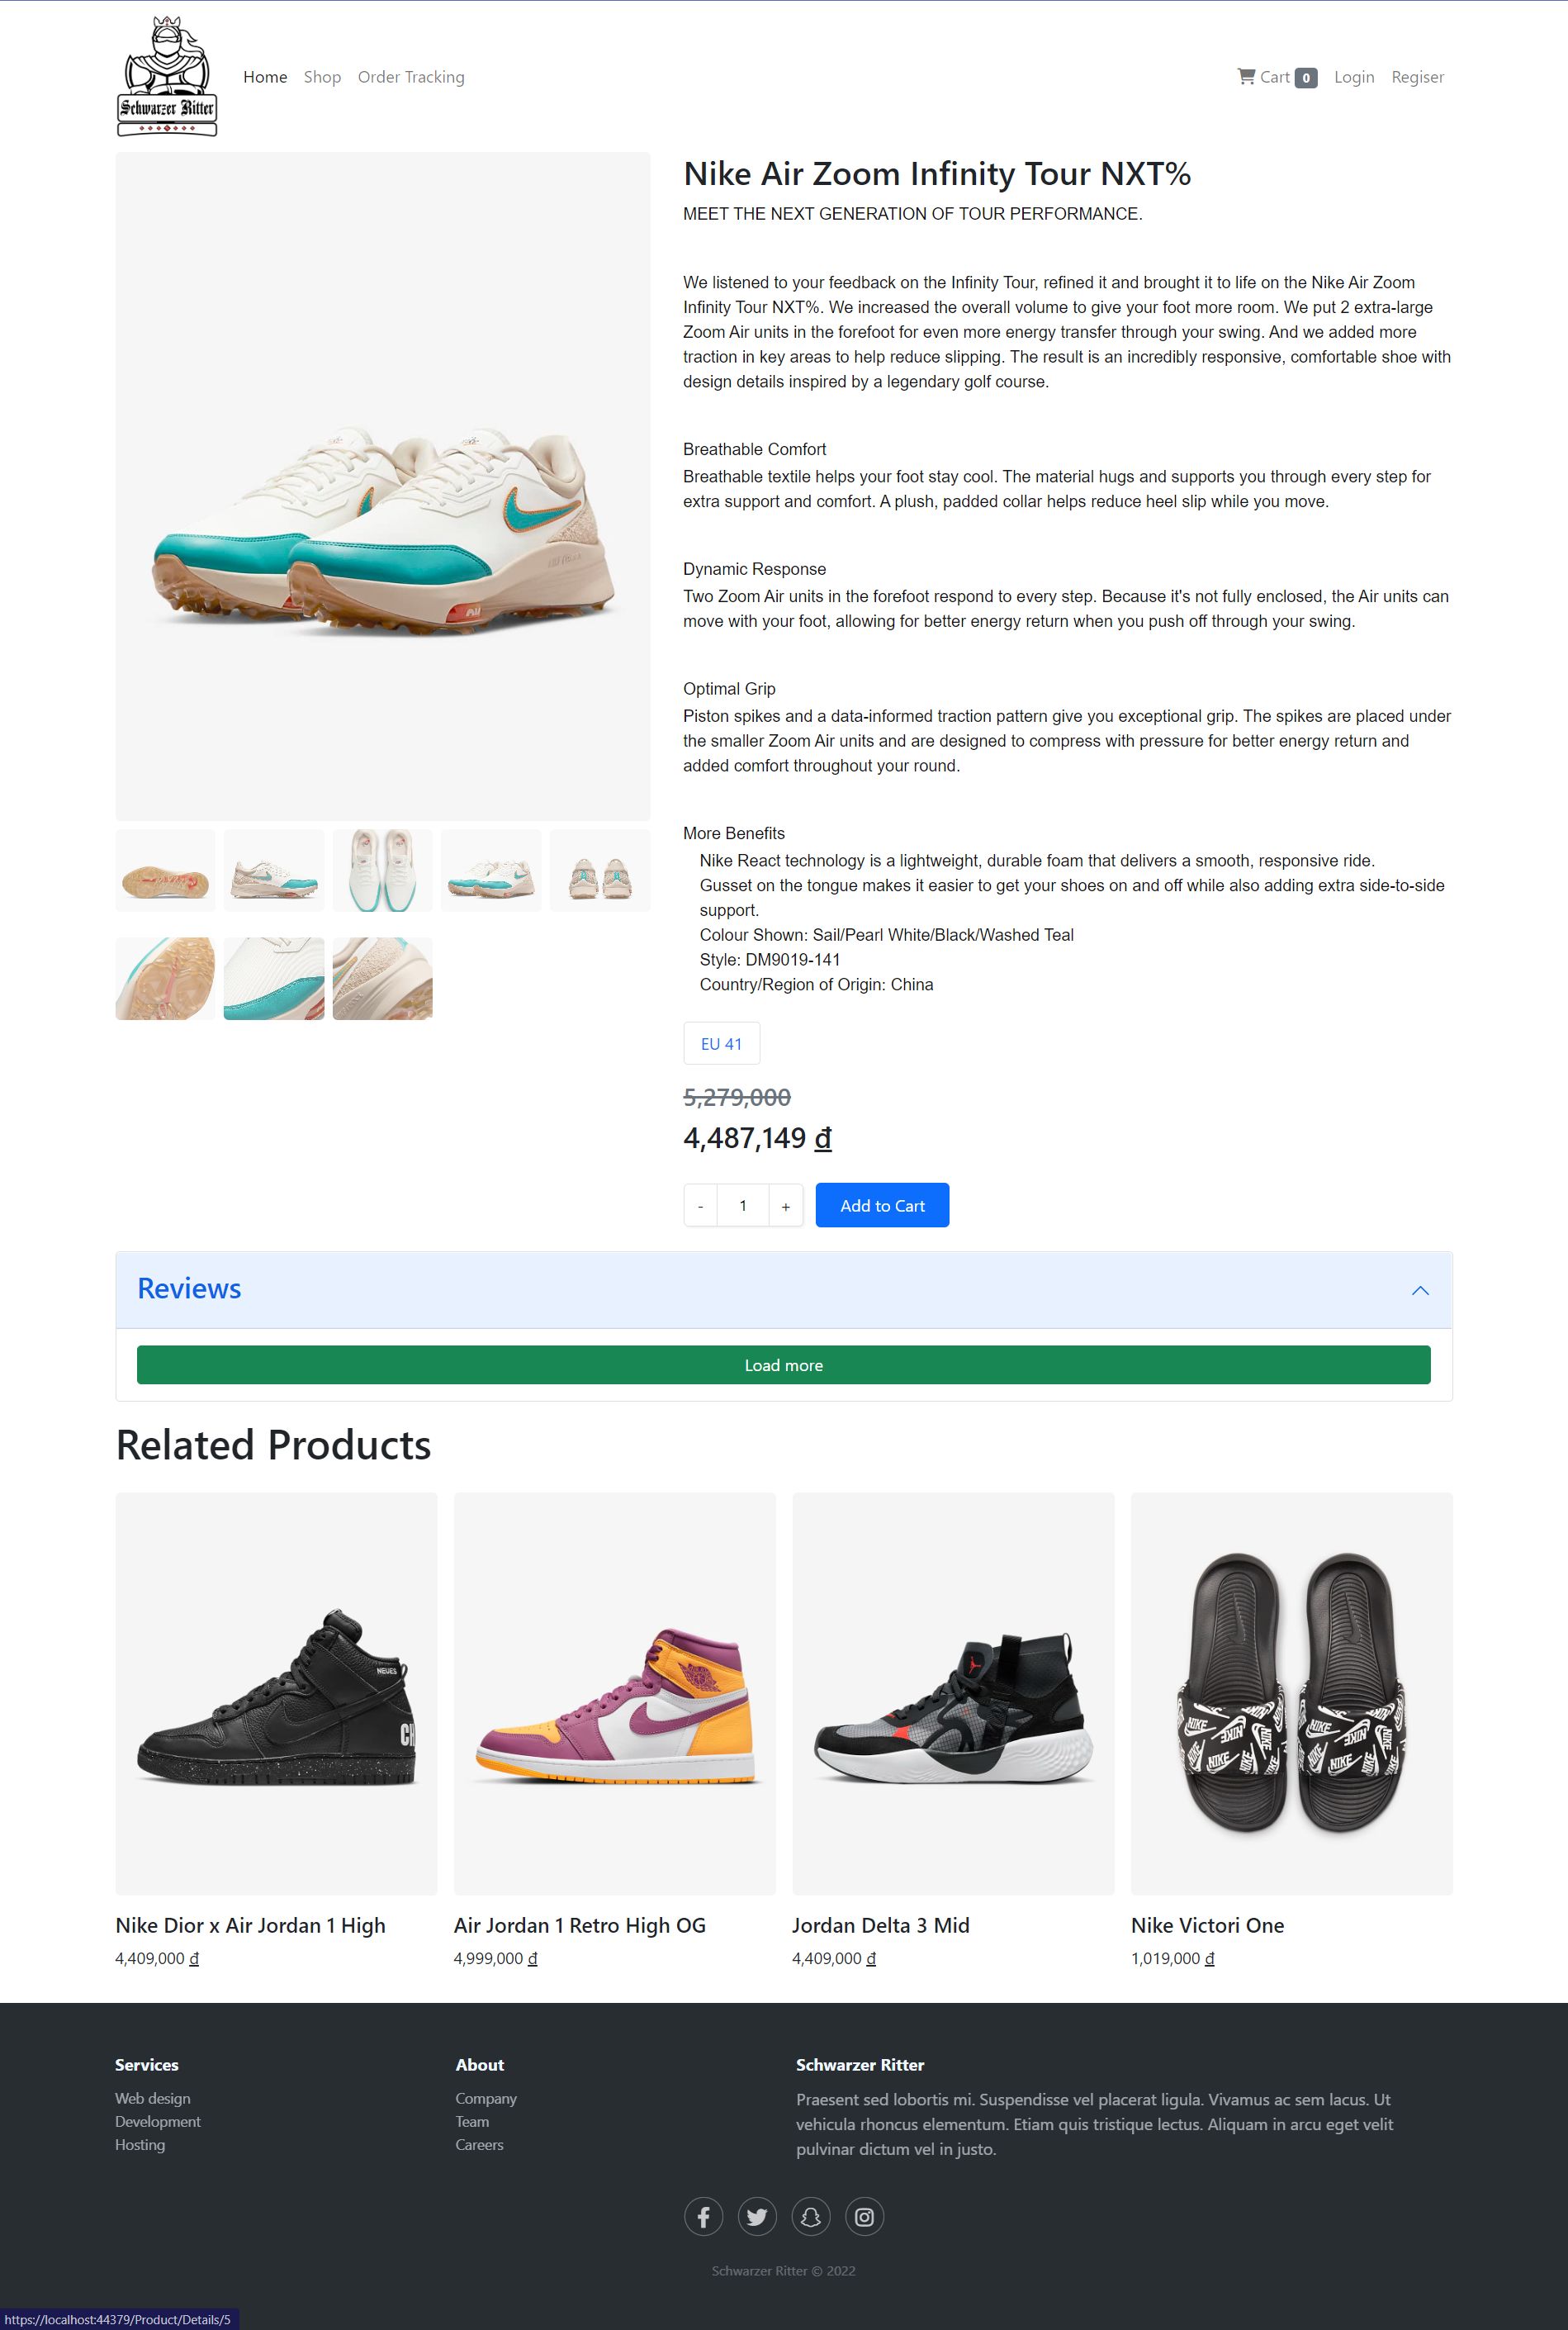 Schwarzer Ritter
Home Shop Order Tracking
Cart 0 Login Regiser
Nike Air Zoom Infinity Tour NXT%
MEET THE NEXT GENERATION OF TOUR PERFORMANCE.
We listened to your feedback on the Infinity Tour, refined it and brought it to life on the Nike Air Zoom
Infinity Tour NXT%. We increased the overall volume to give your foot more room. We put 2 extra-large
Zoom Air units in the forefoot for even more energy transfer through your swing. And we added more
traction in key areas to help reduce slipping. The result is an incredibly responsive, comfortable shoe with
design details inspired by a legendary golf course.
Breathable Comfort
Breathable textile helps your foot stay cool. The material hugs and supports you through every step for
extra support and comfort. A plush, padded collar helps reduce heel slip while you move.
Dynamic Response
Two Zoom Air units in the forefoot respond to every step. Because it's not fully enclosed, the Air units can
move with your foot, allowing for better energy return when you push off through your swing.
Optimal Grip
Piston spikes and a data-informed traction pattern give you exceptional grip. The spikes are placed under
the smaller Zoom Air units and are designed to compress with pressure for better energy return and
added comfort throughout your round.
More Benefits
Nike React technology is a lightweight, durable foam that delivers a smooth, responsive ride.
Gusset on the tongue makes it easier to get your shoes on and off while also adding extra side-to-side
support.
Colour Shown: Sail/Pearl White/Black/Washed Teal
Style: DM9019-141
Country/Region of Origin: China
EU 41
5,279,000
4,487,149 đ
- 1 + Add to Cart
Reviews
Load more
Related Products
NEUES
CH
NIKE NIKE NIKE NIKE
Nike Dior x Air Jordan 1 High
4,409,000 đ
Air Jordan 1 Retro High OG
4,999,000 đ
Jordan Delta 3 Mid
4,409,000 đ
Nike Victori One
1,019,000 đ
Services
Web design
Development
Hosting
About
Company
Team
Careers
Schwarzer Ritter
Praesent sed lobortis mi. Suspendisse vel placerat ligula. Vivamus ac sem lacus. Ut
vehicula rhoncus elementum. Etiam quis tristique lectus. Aliquam in arcu eget velit
pulvinar dictum vel in justo.
Schwarzer Ritter © 2022
https://localhost:44379/Product/Details/5